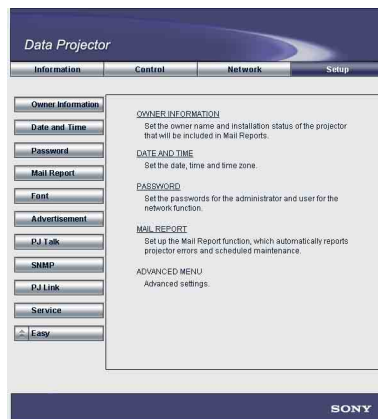 Data Projector
Information Control Network Setup
Owner Information
Date and Time
Password
Mail Report
Font
Advertisement
PJ Talk
SNMP
PJ Link
Service
Easy
OWNER INFORMATION
Set the owner name and installation status of the projector
that will be included in Mail Reports.
DATE AND TIME
Set the date, time and time zone.
PASSWORD
Set the passwords for the administrator and user for the
network function.
MAIL REPORT
Set up the Mail Report function, which automatically reports
projector errors and scheduled maintenance.
ADVANCED MENU
Advanced settings.
SONY